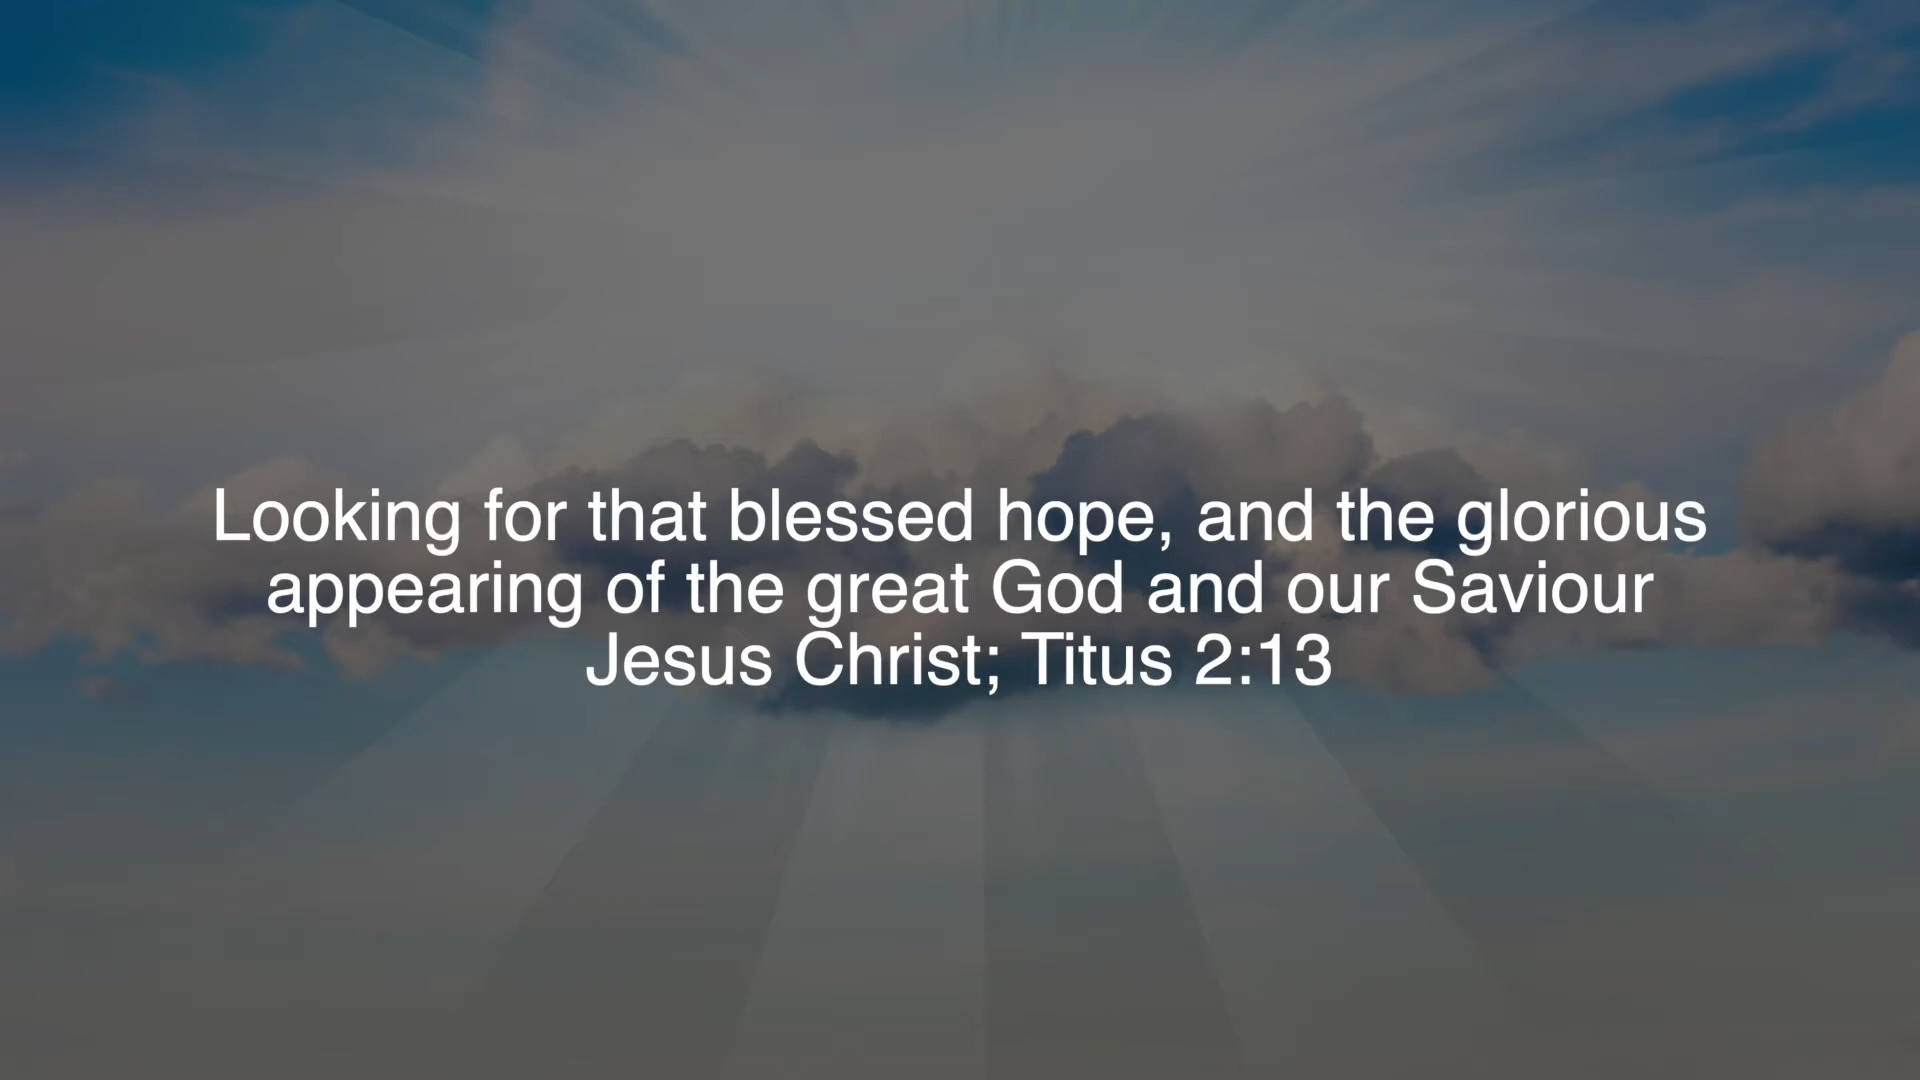 Looking for that blessed hope, and the glorious
appearing of the great God and our Saviour
Jesus Christ; Titus 2:13